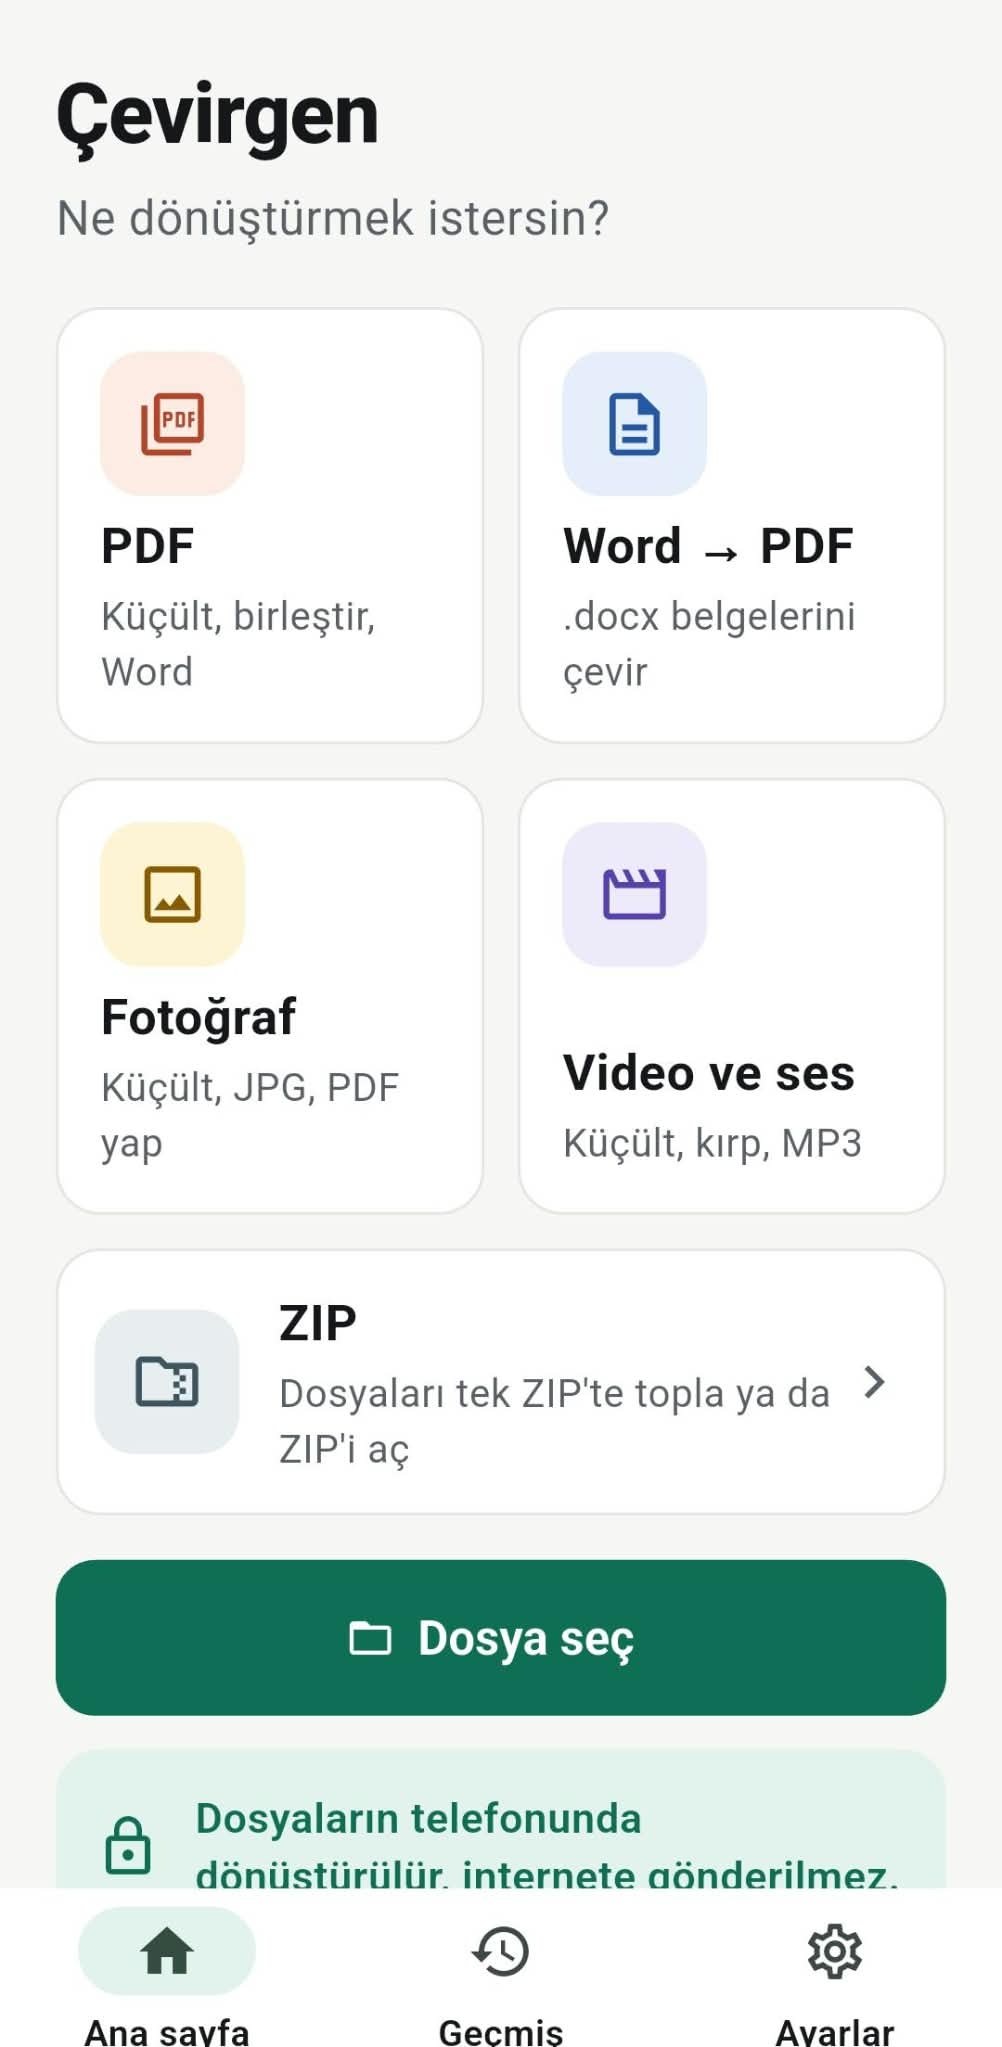 Çevirgen
Ne dönüştürmek istersin?
PDF
PDF
Küçült, birleştir,
Word
Word → PDF
.docx belgelerini
çevir
Fotoğraf
Küçült, JPG, PDF
yap
Video ve ses
Küçült, kırp, MP3
ZIP
Dosyaları tek ZIP'te topla ya da
ZIP'i aç
Dosya seç
Dosyaların telefonunda
dönüştürülür, internete gönderilmez.
Ana sayfa
Geçmiş
Ayarlar